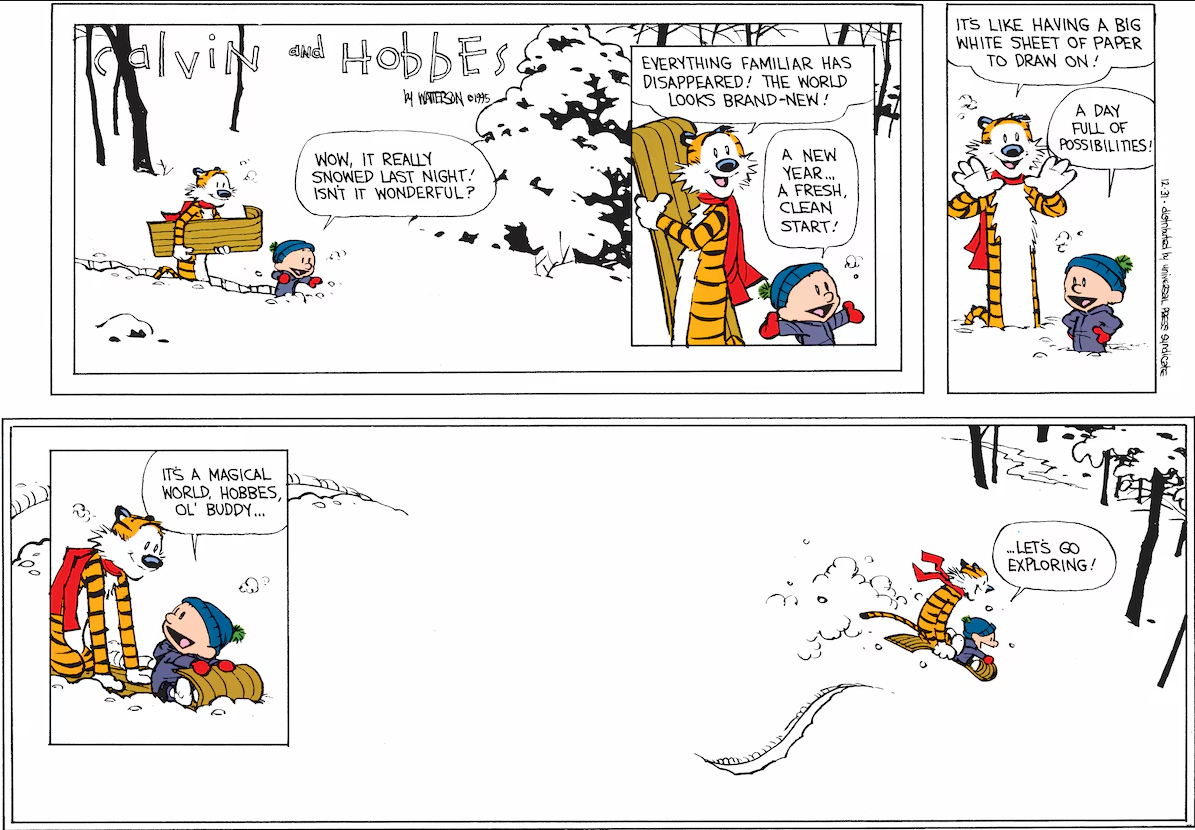 Calvin and HobbEs
by WATTERSON ©1995
WOW, IT REALLY
SNOWED LAST NIGHT!
ISN'T IT WONDERFUL?
EVERYTHING FAMILIAR HAS
DISAPPEARED! THE WORLD
LOOKS BRAND-NEW!
A NEW
YEAR...
A FRESH,
CLEAN
START!
IT'S LIKE HAVING A BIG
WHITE SHEET OF PAPER
TO DRAW ON!
A DAY
FULL OF
POSSIBILITIES!
12·31· distributed by universal PRESS syndicate
IT'S A MAGICAL
WORLD, HOBBES,
OL' BUDDY...
...LET'S GO
EXPLORING!